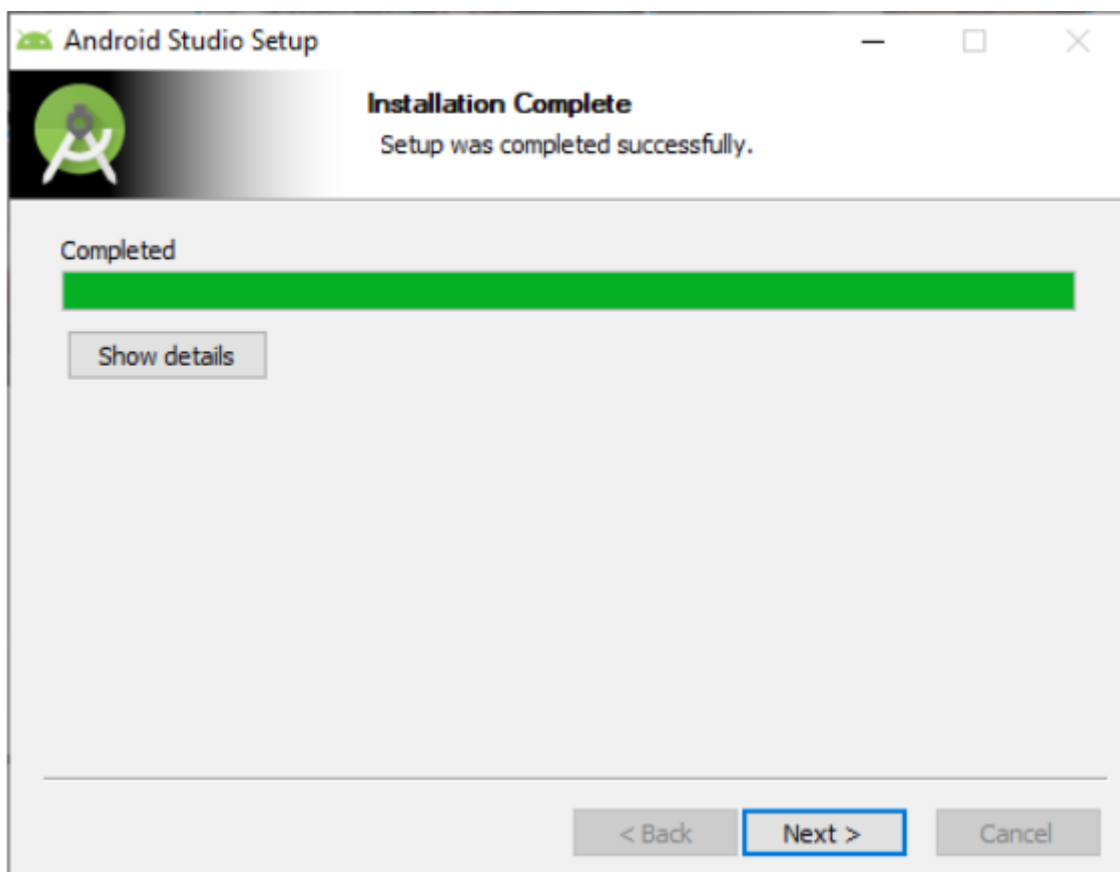 Android Studio Setup
Installation Complete
Setup was completed successfully.
Completed
Show details
< Back Next > Cancel